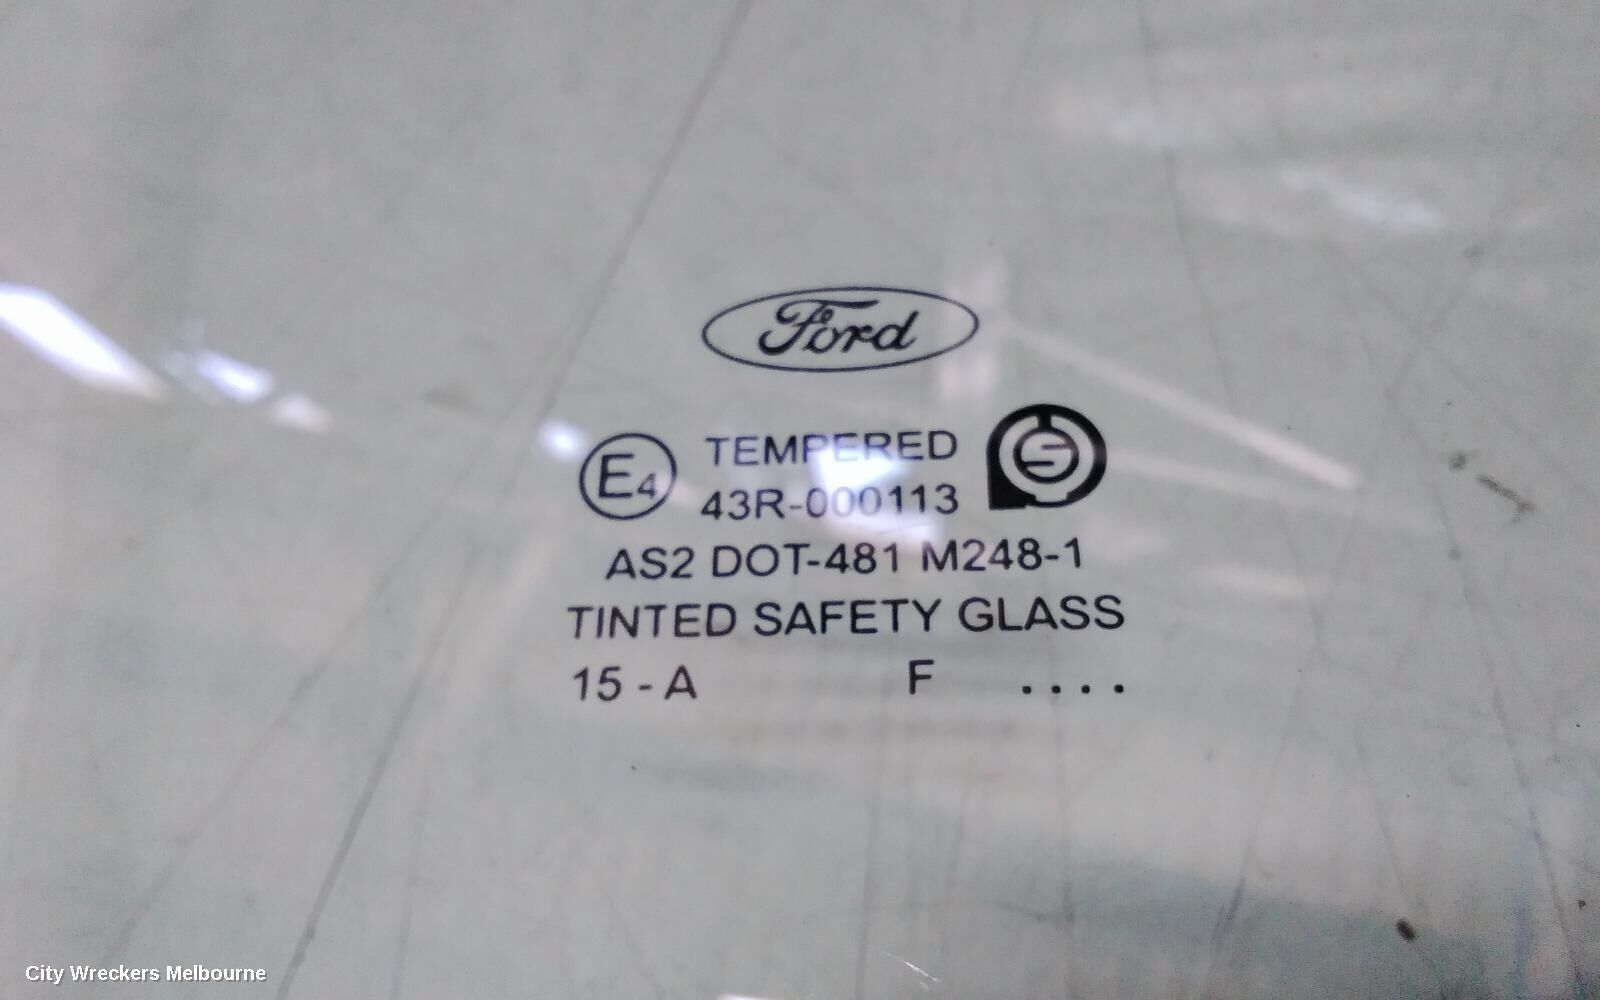 Ford
E4
TEMPERED
43R-000113
S
AS2 DOT-481 M248-1
TINTED SAFETY GLASS
15 - A F ....
City Wreckers Melbourne